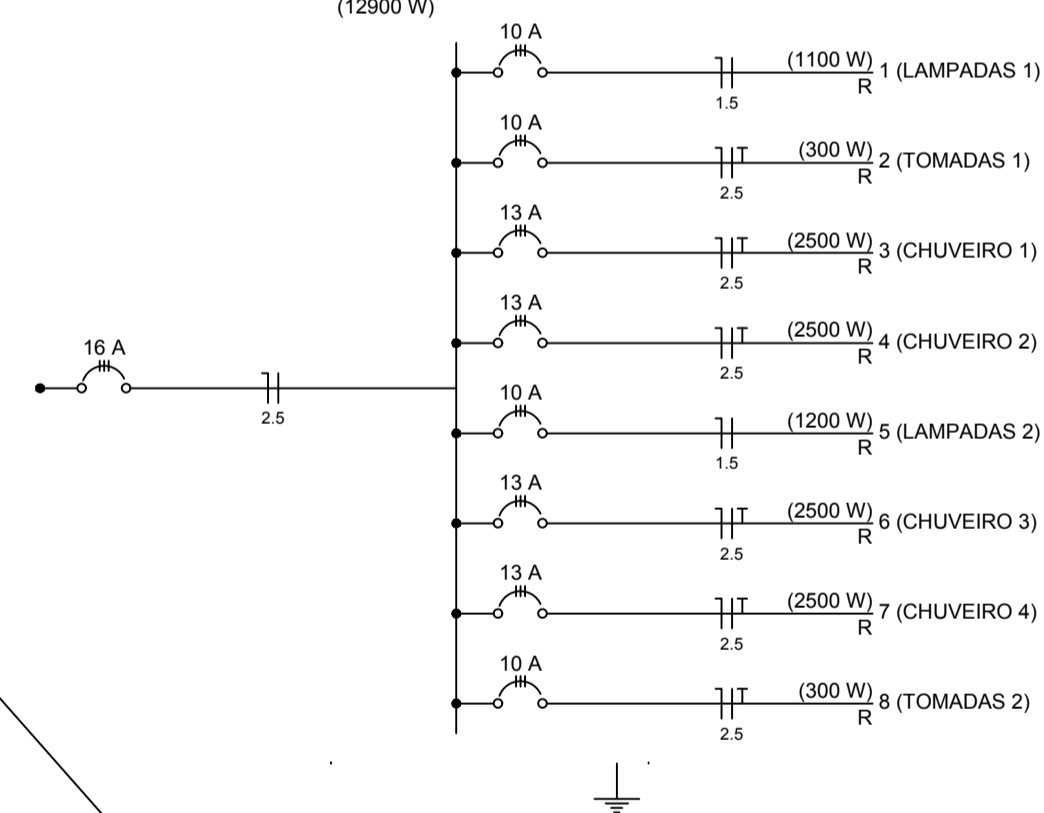 (12900 W)
10 A
(1100 W)
1 (LAMPADAS 1)
R
1.5
10 A
(300 W)
2 (TOMADAS 1)
R
2.5
13 A
(2500 W)
3 (CHUVEIRO 1)
R
2.5
13 A
(2500 W)
4 (CHUVEIRO 2)
R
2.5
16 A
2.5
10 A
(1200 W)
5 (LAMPADAS 2)
R
1.5
13 A
(2500 W)
6 (CHUVEIRO 3)
R
2.5
13 A
(2500 W)
7 (CHUVEIRO 4)
R
2.5
10 A
(300 W)
8 (TOMADAS 2)
R
2.5